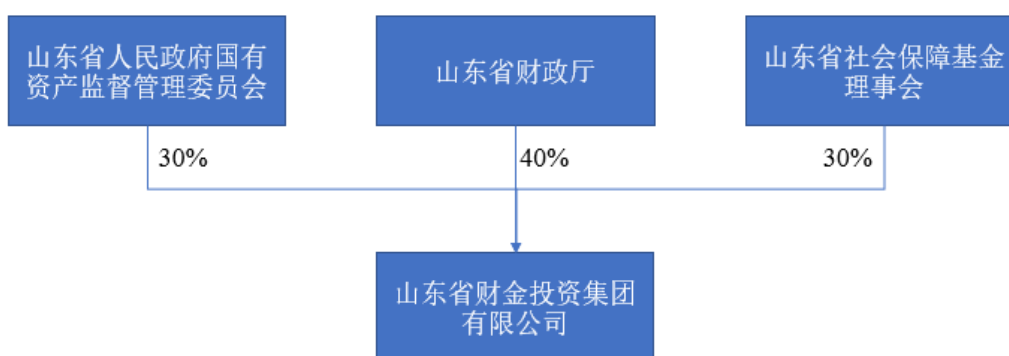 山东省人民政府国有
资产监督管理委员会
山东省财政厅
山东省社会保障基金
理事会
30%
40%
30%
山东省财金投资集团
有限公司